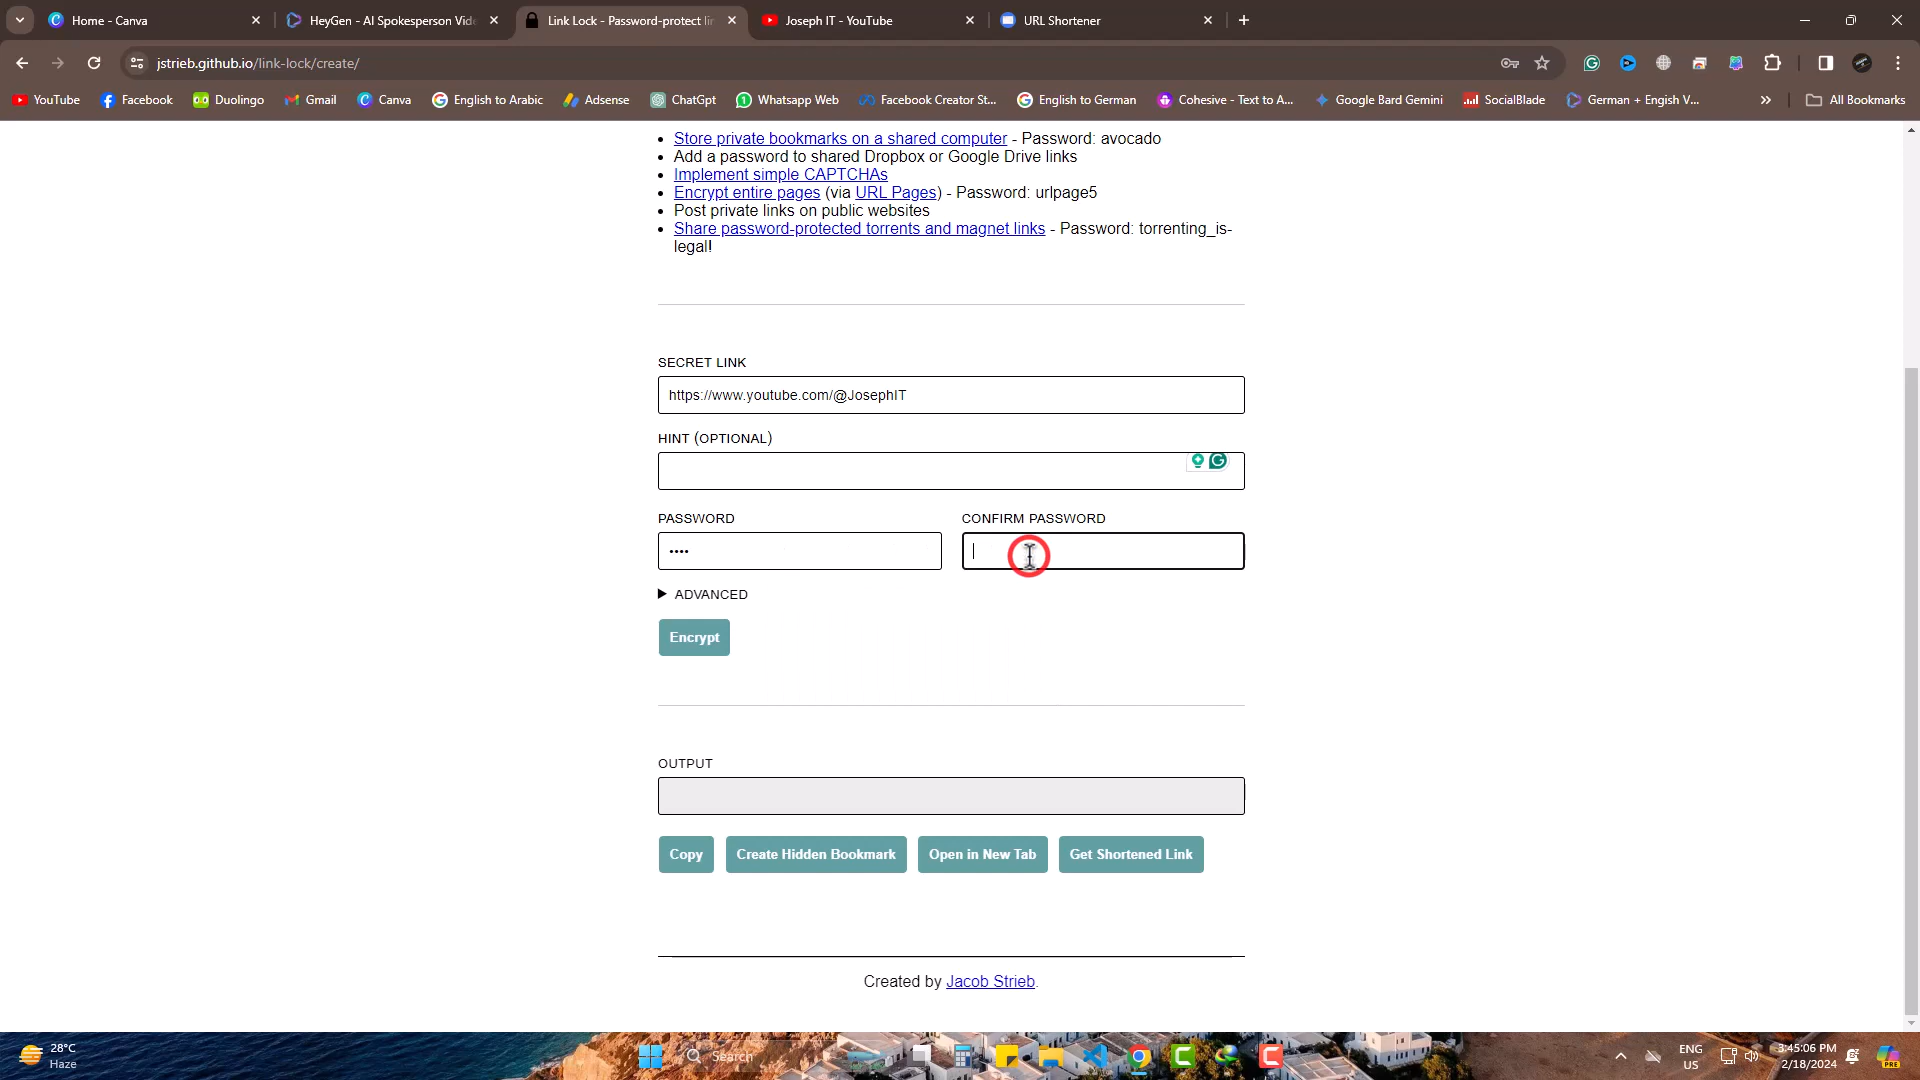 Home - Canva
HeyGen - AI Spokesperson Vide
Link Lock - Password-protect lin
Joseph IT - YouTube
URL Shortener
jstrieb.github.io/link-lock/create/
YouTube
Facebook
Duolingo
Gmail
Canva
English to Arabic
Adsense
ChatGpt
Whatsapp Web
Facebook Creator St...
English to German
Cohesive - Text to A...
Google Bard Gemini
SocialBlade
German + Engish V...
All Bookmarks
Store private bookmarks on a shared computer - Password: avocado
Add a password to shared Dropbox or Google Drive links
Implement simple CAPTCHAs
Encrypt entire pages (via URL Pages) - Password: urlpage5
Post private links on public websites
Share password-protected torrents and magnet links - Password: torrenting_is-
legal!
SECRET LINK
https://www.youtube.com/@JosephIT
HINT (OPTIONAL)
PASSWORD
CONFIRM PASSWORD
••••
ADVANCED
Encrypt
OUTPUT
Copy
Create Hidden Bookmark
Open in New Tab
Get Shortened Link
Created by Jacob Strieb.
28°C
Haze
Search
ENG
US
3:45:06 PM
2/18/2024
PRE